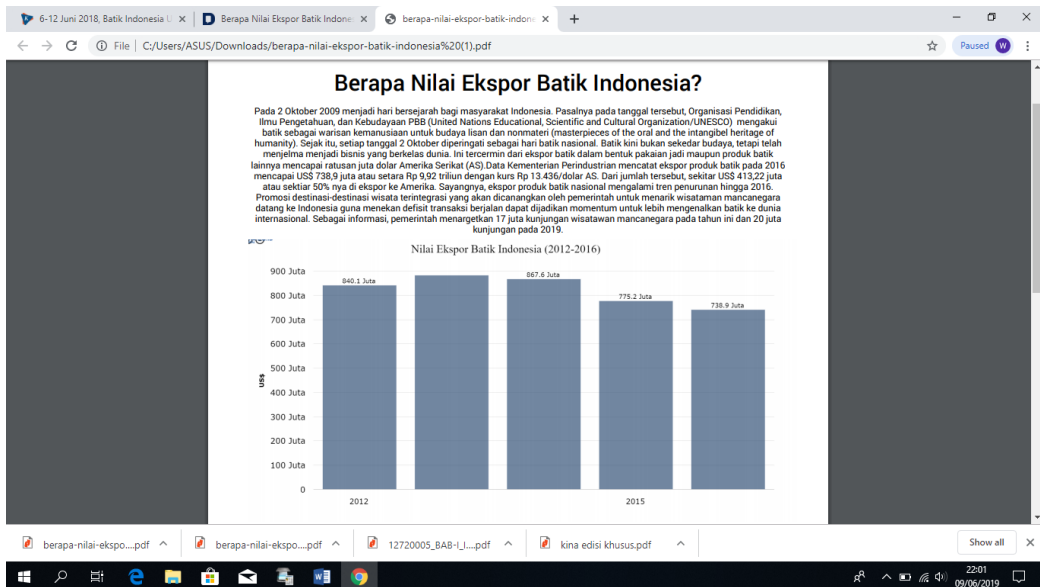 6-12 Juni 2018, Batik Indonesia U
Berapa Nilai Ekspor Batik Indones
berapa-nilai-ekspor-batik-indone
File | C:/Users/ASUS/Downloads/berapa-nilai-ekspor-batik-indonesia%20(1).pdf
Paused W
Berapa Nilai Ekspor Batik Indonesia?
Pada 2 Oktober 2009 menjadi hari bersejarah bagi masyarakat Indonesia. Pasalnya pada tanggal tersebut, Organisasi Pendidikan,
Ilmu Pengetahuan, dan Kebudayaan PBB (United Nations Educational, Scientific and Cultural Organization/UNESCO) mengakui
batik sebagai warisan kemanusiaan untuk budaya lisan dan nonmateri (masterpieces of the oral and the intangibel heritage of
humanity). Sejak itu, setiap tanggal 2 Oktober diperingati sebagai hari batik nasional. Batik kini bukan sekedar budaya, tetapi telah
menjelma menjadi bisnis yang berkelas dunia. Ini tercermin dari ekspor batik dalam bentuk pakaian jadi maupun produk batik
lainnya mencapai ratusan juta dolar Amerika Serikat (AS).Data Kementerian Perindustrian mencatat ekspor produk batik pada 2016
mencapai US$ 738,9 juta atau setara Rp 9,92 triliun dengan kurs Rp 13.436/dolar AS. Dari jumlah tersebut, sekitar US$ 413,22 juta
atau sektiar 50% nya di ekspor ke Amerika. Sayangnya, ekspor produk batik nasional mengalami tren penurunan hingga 2016.
Promosi destinasi-destinasi wisata terintegrasi yang akan dicanangkan oleh pemerintah untuk menarik wisataman mancanegara
datang ke Indonesia guna menekan defisit transaksi berjalan dapat dijadikan momentum untuk lebih mengenalkan batik ke dunia
internasional. Sebagai informasi, pemerintah menargetkan 17 juta kunjungan wisatawan mancanegara pada tahun ini dan 20 juta
kunjungan pada 2019.
Nilai Ekspor Batik Indonesia (2012-2016)
900 Juta
800 Juta
700 Juta
600 Juta
500 Juta
400 Juta
300 Juta
200 Juta
100 Juta
0
US$
840.1 Juta
867.6 Juta
775.2 Juta
738.9 Juta
2012
2015
berapa-nilai-ekspo....pdf
berapa-nilai-ekspo....pdf
12720005_BAB-I_I....pdf
kina edisi khusus.pdf
Show all
22:01
09/06/2019